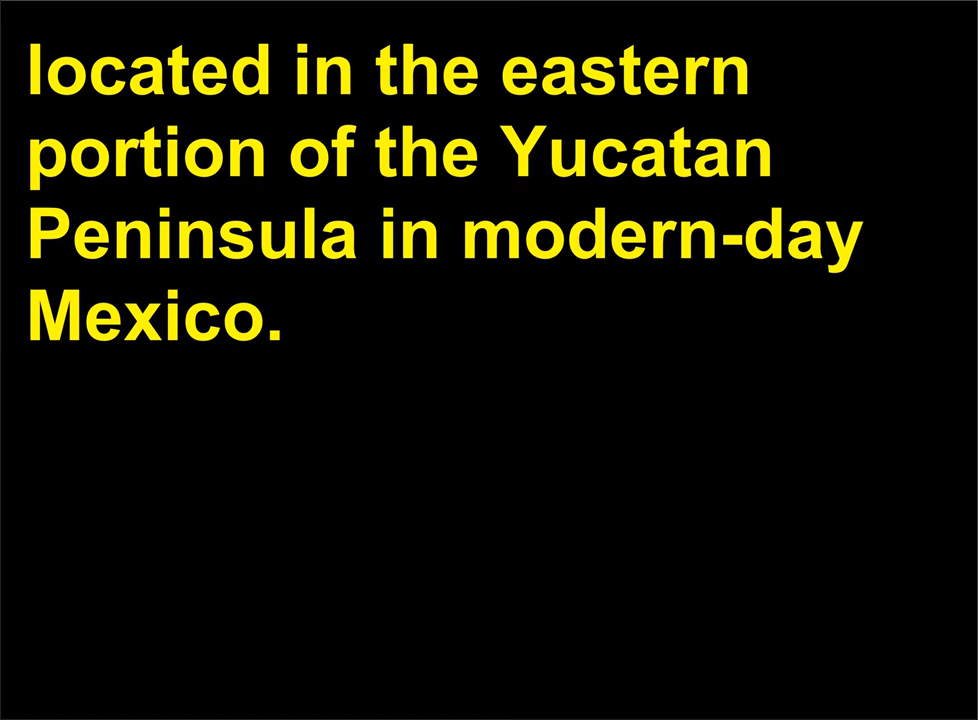 located in the eastern
portion of the Yucatan
Peninsula in modern-day
Mexico.